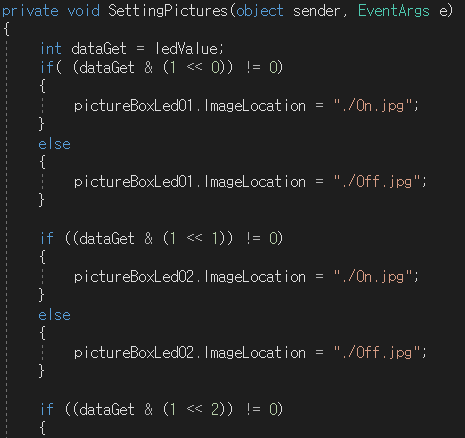 private void SettingPictures(object sender, EventArgs e)
{
int dataGet = ledValue;
if( (dataGet & (1 << 0)) != 0)
{
pictureBoxLed01.ImageLocation = "./On.jpg";
}
else
{
pictureBoxLed01.ImageLocation = "./Off.jpg";
}
if ((dataGet & (1 << 1)) != 0)
{
pictureBoxLed02.ImageLocation = "./On.jpg";
}
else
{
pictureBoxLed02.ImageLocation = "./Off.jpg";
}
if ((dataGet & (1 << 2)) != 0)
{